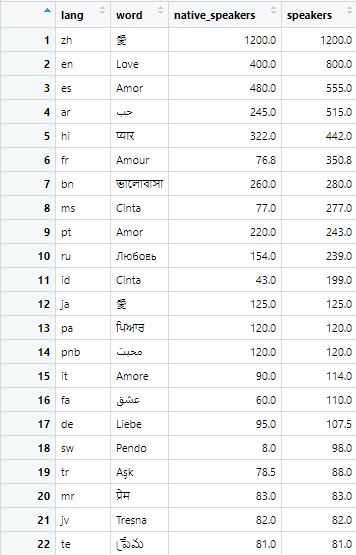 lang word native_speakers speakers
1 zh 愛 1200.0 1200.0
2 en Love 400.0 800.0
3 es Amor 480.0 555.0
4 ar حب 245.0 515.0
5 hi प्यार 322.0 442.0
6 fr Amour 76.8 350.8
7 bn ভালোবাসা 260.0 280.0
8 ms Cinta 77.0 277.0
9 pt Amor 220.0 243.0
10 ru Любовь 154.0 239.0
11 id Cinta 43.0 199.0
12 ja 愛 125.0 125.0
13 pa ਪਿਆਰ 120.0 120.0
14 pnb محبت 120.0 120.0
15 it Amore 90.0 114.0
16 fa عشق 60.0 110.0
17 de Liebe 95.0 107.5
18 sw Pendo 8.0 98.0
19 tr Aşk 78.5 88.0
20 mr प्रेम 83.0 83.0
21 jv Tresna 82.0 82.0
22 te ప్రేమ 81.0 81.0